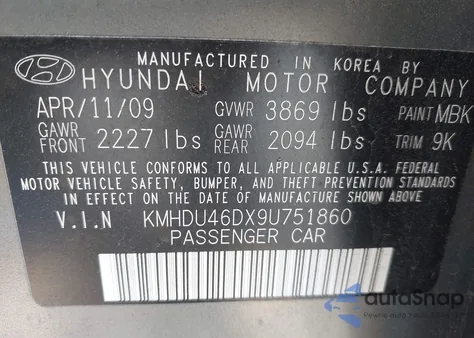 MANUFACTURED IN KOREA BY
HYUNDAI MOTOR COMPANY
APR/11/09 GVWR 3869 lbs PAINT MBK
GAWR FRONT 2227 lbs GAWR REAR 2094 lbs TRIM 9K
THIS VEHICLE CONFORMS TO ALL APPLICABLE U.S.A. FEDERAL
MOTOR VEHICLE SAFETY, BUMPER, AND THEFT PREVENTION STANDARDS
IN EFFECT ON THE DATE OF MANUFACTURE SHOWN ABOVE.
V.I.N KMHDU46DX9U751860
PASSENGER CAR
autoSnap